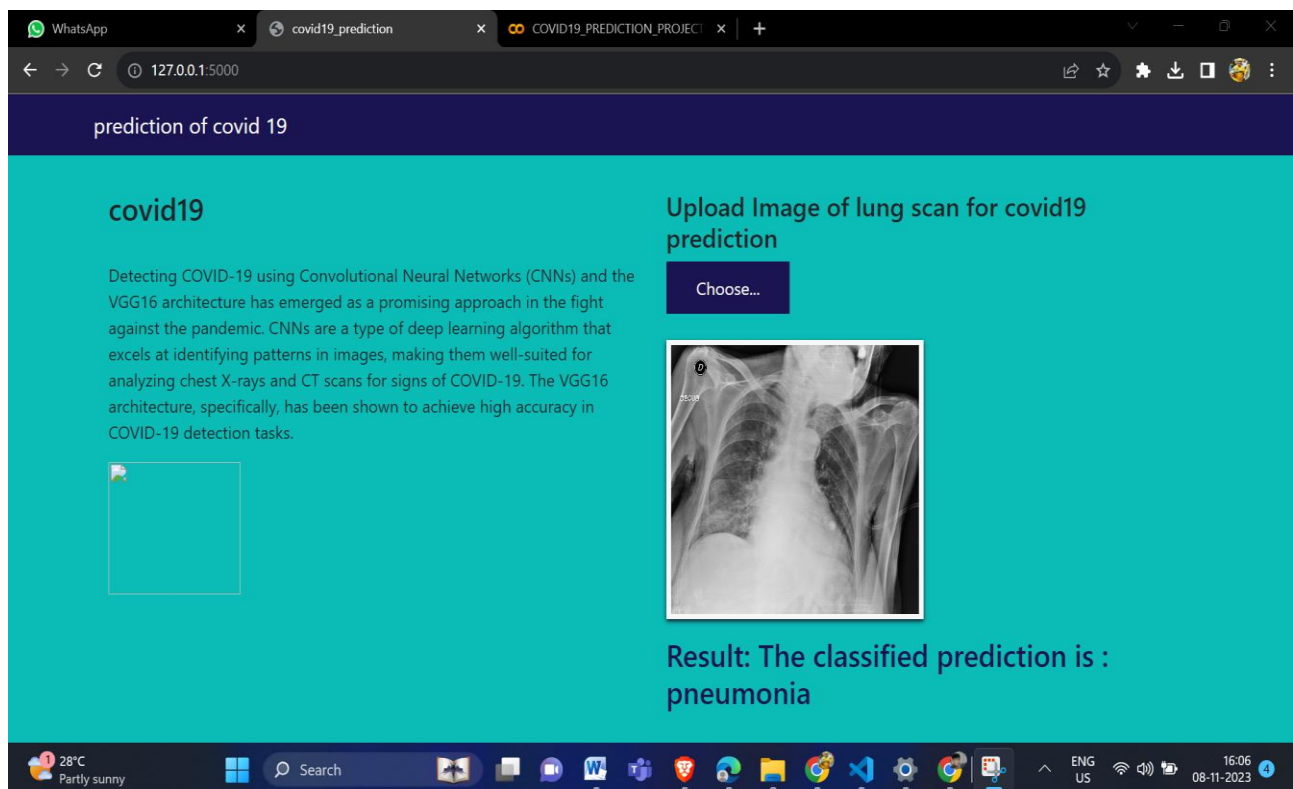 WhatsApp
covid19_prediction
COVID19_PREDICTION_PROJECT
127.0.0.1:5000
prediction of covid 19
covid19
Detecting COVID-19 using Convolutional Neural Networks (CNNs) and the
VGG16 architecture has emerged as a promising approach in the fight
against the pandemic. CNNs are a type of deep learning algorithm that
excels at identifying patterns in images, making them well-suited for
analyzing chest X-rays and CT scans for signs of COVID-19. The VGG16
architecture, specifically, has been shown to achieve high accuracy in
COVID-19 detection tasks.
Upload Image of lung scan for covid19
prediction
Choose...
D
Result: The classified prediction is :
pneumonia
1
28°C
Partly sunny
Search
ENG
US
16:06
08-11-2023
4